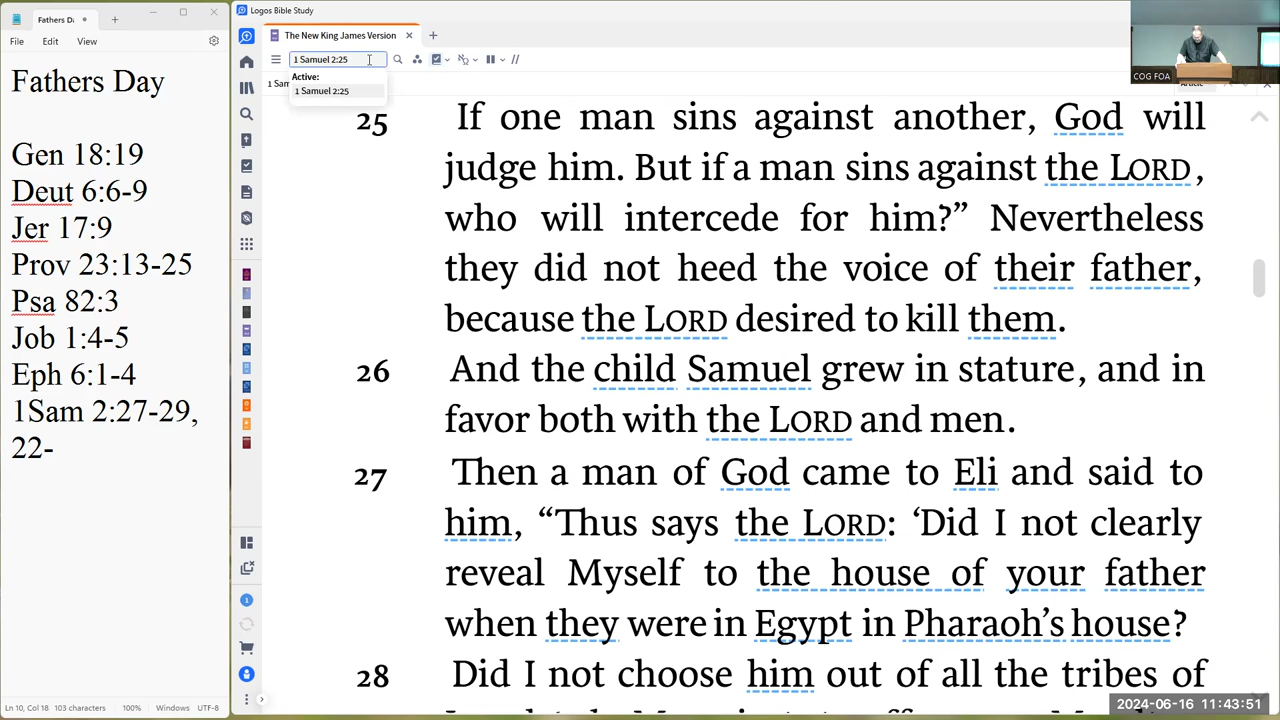 Fathers Da
File Edit View
Fathers Day
Gen 18:19
Deut 6:6-9
Jer 17:9
Prov 23:13-25
Psa 82:3
Job 1:4-5
Eph 6:1-4
1Sam 2:27-29,
22-
Ln 10, Col 10 103 characters 100% Windows UTF-8
Logos Bible Study
The New King James Version
1 Samuel 2:25
1 Sam
Active:
1 Samuel 2:25
25 If one man sins against another, God will
judge him. But if a man sins against the LORD,
who will intercede for him?” Nevertheless
they did not heed the voice of their father,
because the LORD desired to kill them.
26 And the child Samuel grew in stature, and in
favor both with the LORD and men.
27 Then a man of God came to Eli and said to
him, “Thus says the LORD: ‘Did I not clearly
reveal Myself to the house of your father
when they were in Egypt in Pharaoh’s house?
28 Did I not choose him out of all the tribes of
COG FOA
2024-06-16 11:43:51